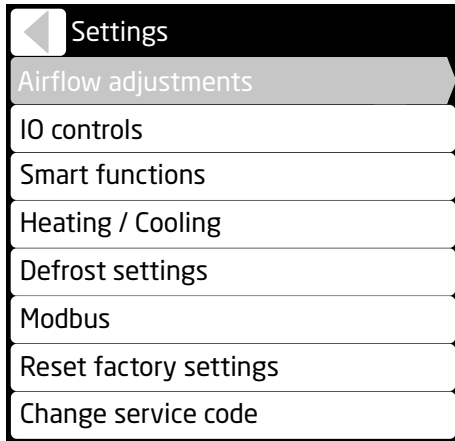 Settings
Airflow adjustments
IO controls
Smart functions
Heating / Cooling
Defrost settings
Modbus
Reset factory settings
Change service code